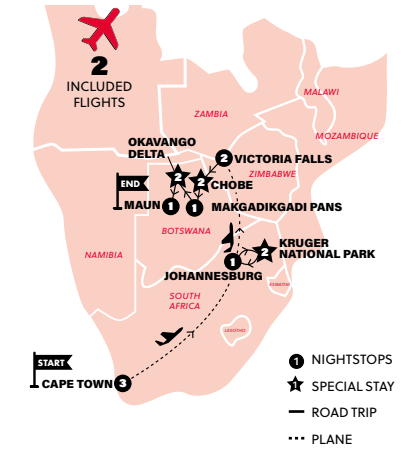 2
INCLUDED
FLIGHTS
MALAWI
ZAMBIA
MOZAMBIQUE
OKAVANGO
DELTA
2 VICTORIA FALLS
ZIMBABWE
END
2
2 CHOBE
MAUN 1
1 MAKGADIKGADI PANS
BOTSWANA
NAMIBIA
KRUGER
NATIONAL PARK
2
1
JOHANNESBURG
ESWATINI
SOUTH
AFRICA
LESOTHO
START
CAPE TOWN 3
1 NIGHTSTOPS
1 SPECIAL STAY
ROAD TRIP
PLANE